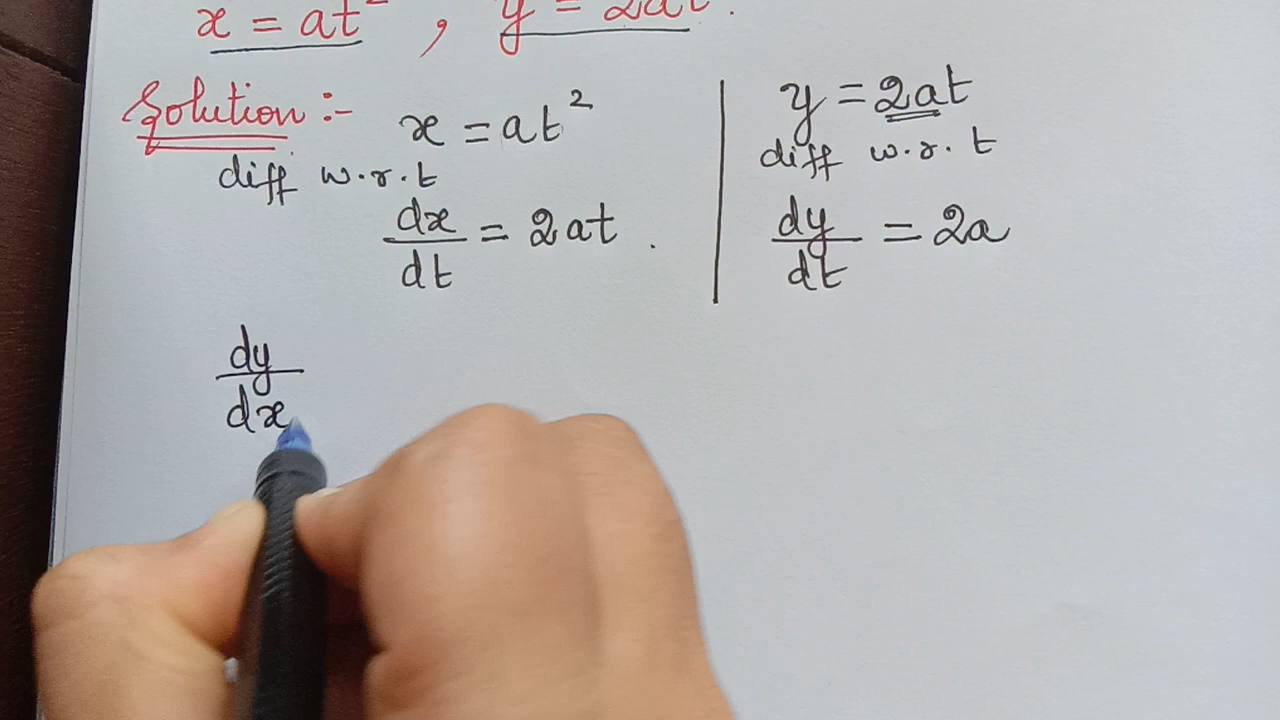 x = at² , y = 2at.
Solution :- x = at²
diff w.r.t
dx/dt = 2at .
y = 2at
diff w.r.t
dy/dt = 2a
dy/dx